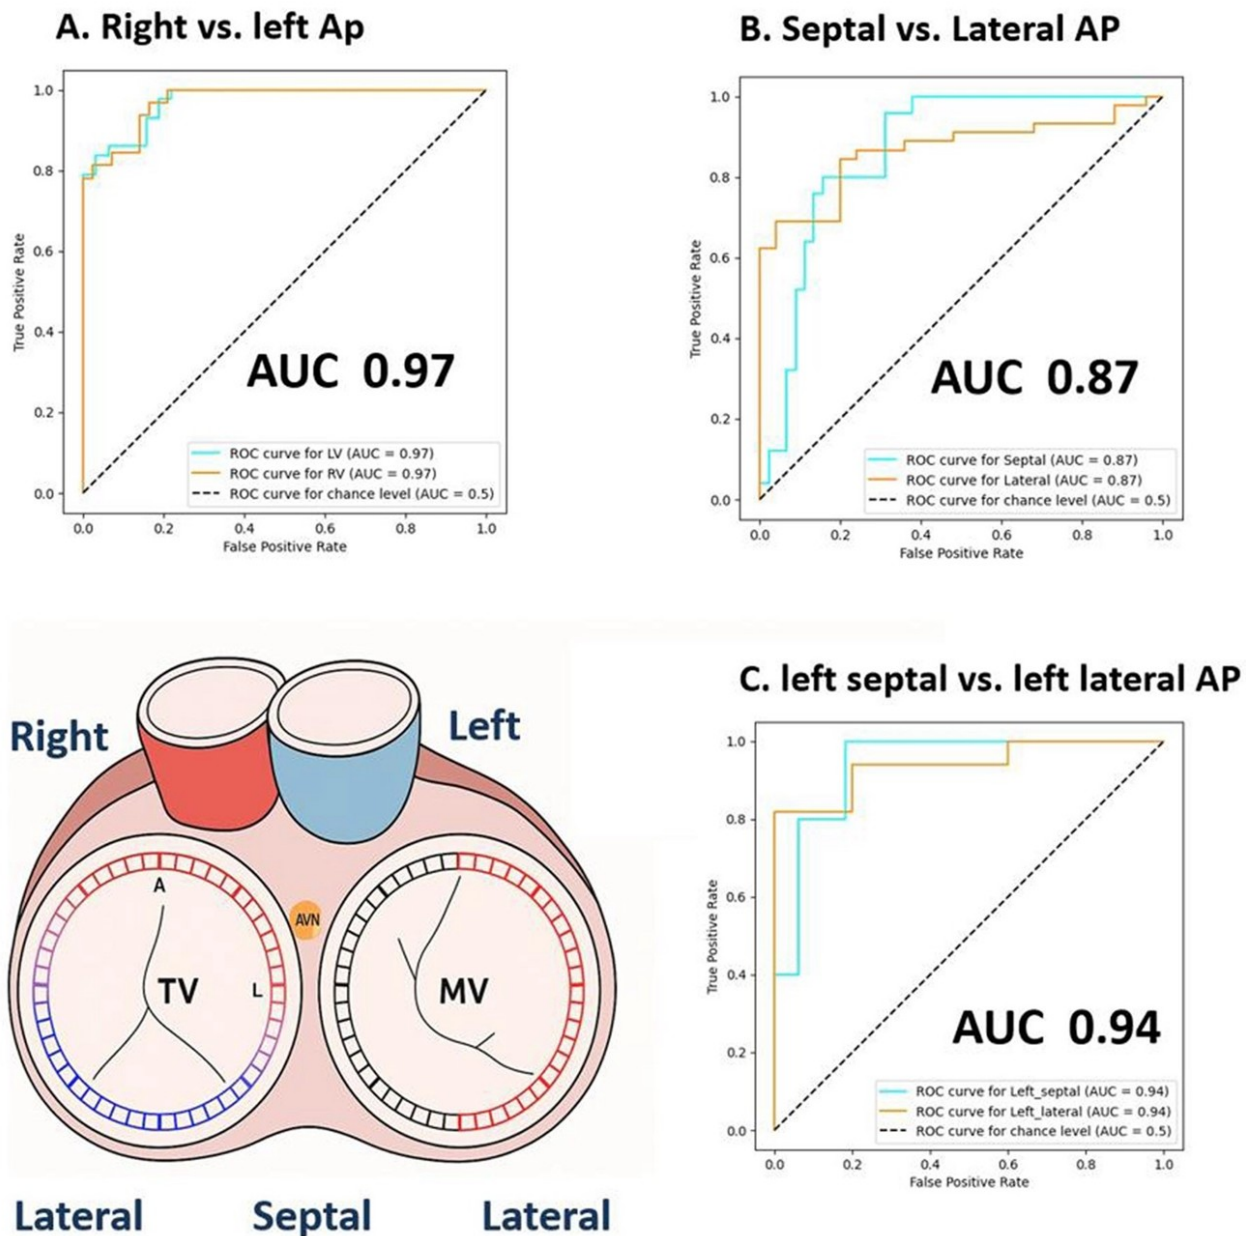 A. Right vs. left Ap
1.0
0.8
0.6
0.4
0.2
0.0
True Positive Rate
AUC 0.97
ROC curve for LV (AUC = 0.97)
ROC curve for RV (AUC = 0.97)
ROC curve for chance level (AUC = 0.5)
0.0 0.2 0.4 0.6 0.8 1.0
False Positive Rate
B. Septal vs. Lateral AP
1.0
0.8
0.6
0.4
0.2
0.0
True Positive Rate
AUC 0.87
ROC curve for Septal (AUC = 0.87)
ROC curve for Lateral (AUC = 0.87)
ROC curve for chance level (AUC = 0.5)
0.0 0.2 0.4 0.6 0.8 1.0
False Positive Rate
Right
Left
A
AVN
TV
L
MV
Lateral
Septal
Lateral
C. left septal vs. left lateral AP
1.0
0.8
0.6
0.4
0.2
0.0
True Positive Rate
AUC 0.94
ROC curve for Left_septal (AUC = 0.94)
ROC curve for Left_lateral (AUC = 0.94)
ROC curve for chance level (AUC = 0.5)
0.0 0.2 0.4 0.6 0.8 1.0
False Positive Rate